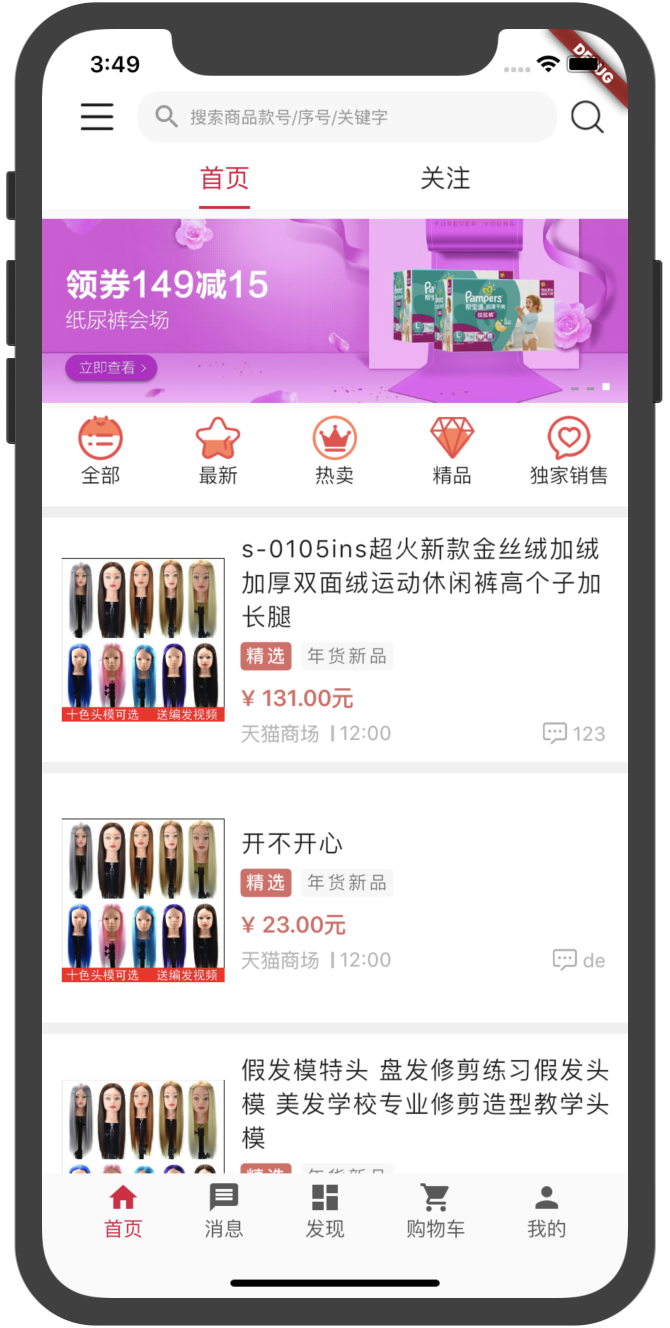 3:49
DEBUG
搜索商品款号/序号/关键字
首页
关注
FOREVER YOUNG
领券149减15
纸尿裤会场
立即查看 >
Pampers
全部
最新
热卖
精品
独家销售
s-0105ins超火新款金丝绒加绒
加厚双面绒运动休闲裤高个子加
长腿
精选 年货新品
¥ 131.00元
天猫商场 | 12:00
123
十色头模可选 送编发视频
开不开心
精选 年货新品
¥ 23.00元
天猫商场 | 12:00
de
十色头模可选 送编发视频
假发模特头 盘发修剪练习假发头
模 美发学校专业修剪造型教学头
模
精选 年货新品
首页
消息
发现
购物车
我的